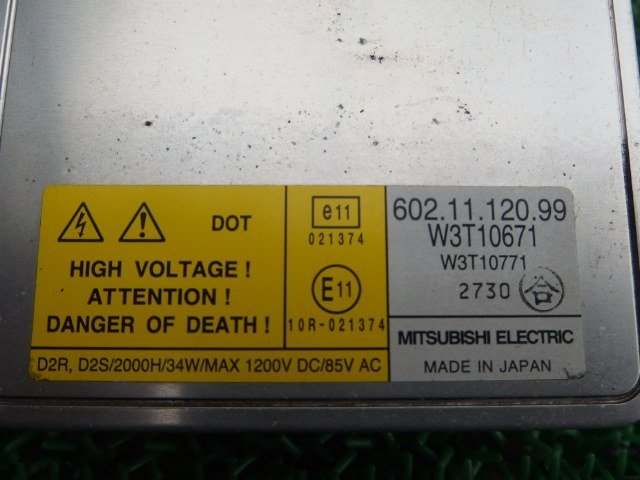 DOT
HIGH VOLTAGE !
ATTENTION !
DANGER OF DEATH !
e11
021374
E11
10R-021374
602.11.120.99
W3T10671
W3T10771
2730 合
MITSUBISHI ELECTRIC
D2R, D2S/2000H/34W/MAX 1200V DC/85V AC
MADE IN JAPAN